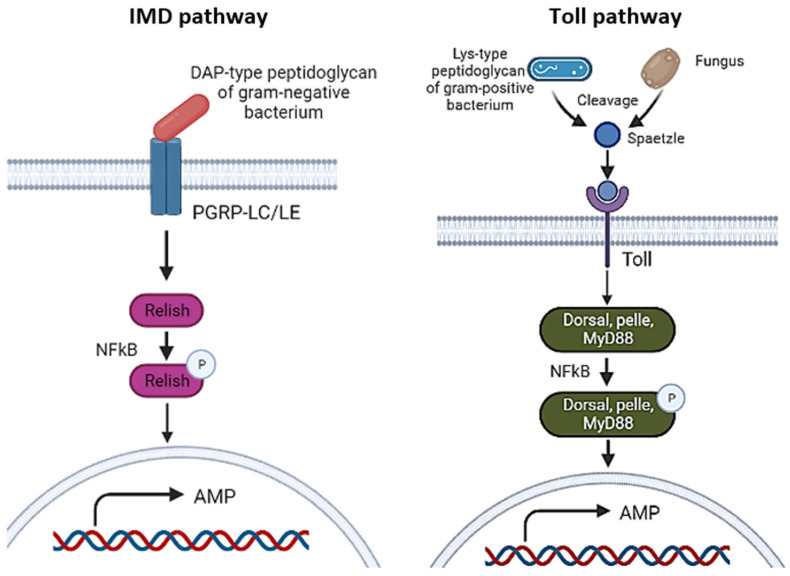 IMD pathway
DAP-type peptidoglycan
of gram-negative
bacterium
PGRP-LC/LE
Relish
NFkB
P
Relish
AMP
Toll pathway
Lys-type
peptidoglycan
of gram-positive
bacterium
Fungus
Cleavage
Spaetzle
Toll
Dorsal, pelle,
MyD88
NFkB
P
Dorsal, pelle,
MyD88
AMP